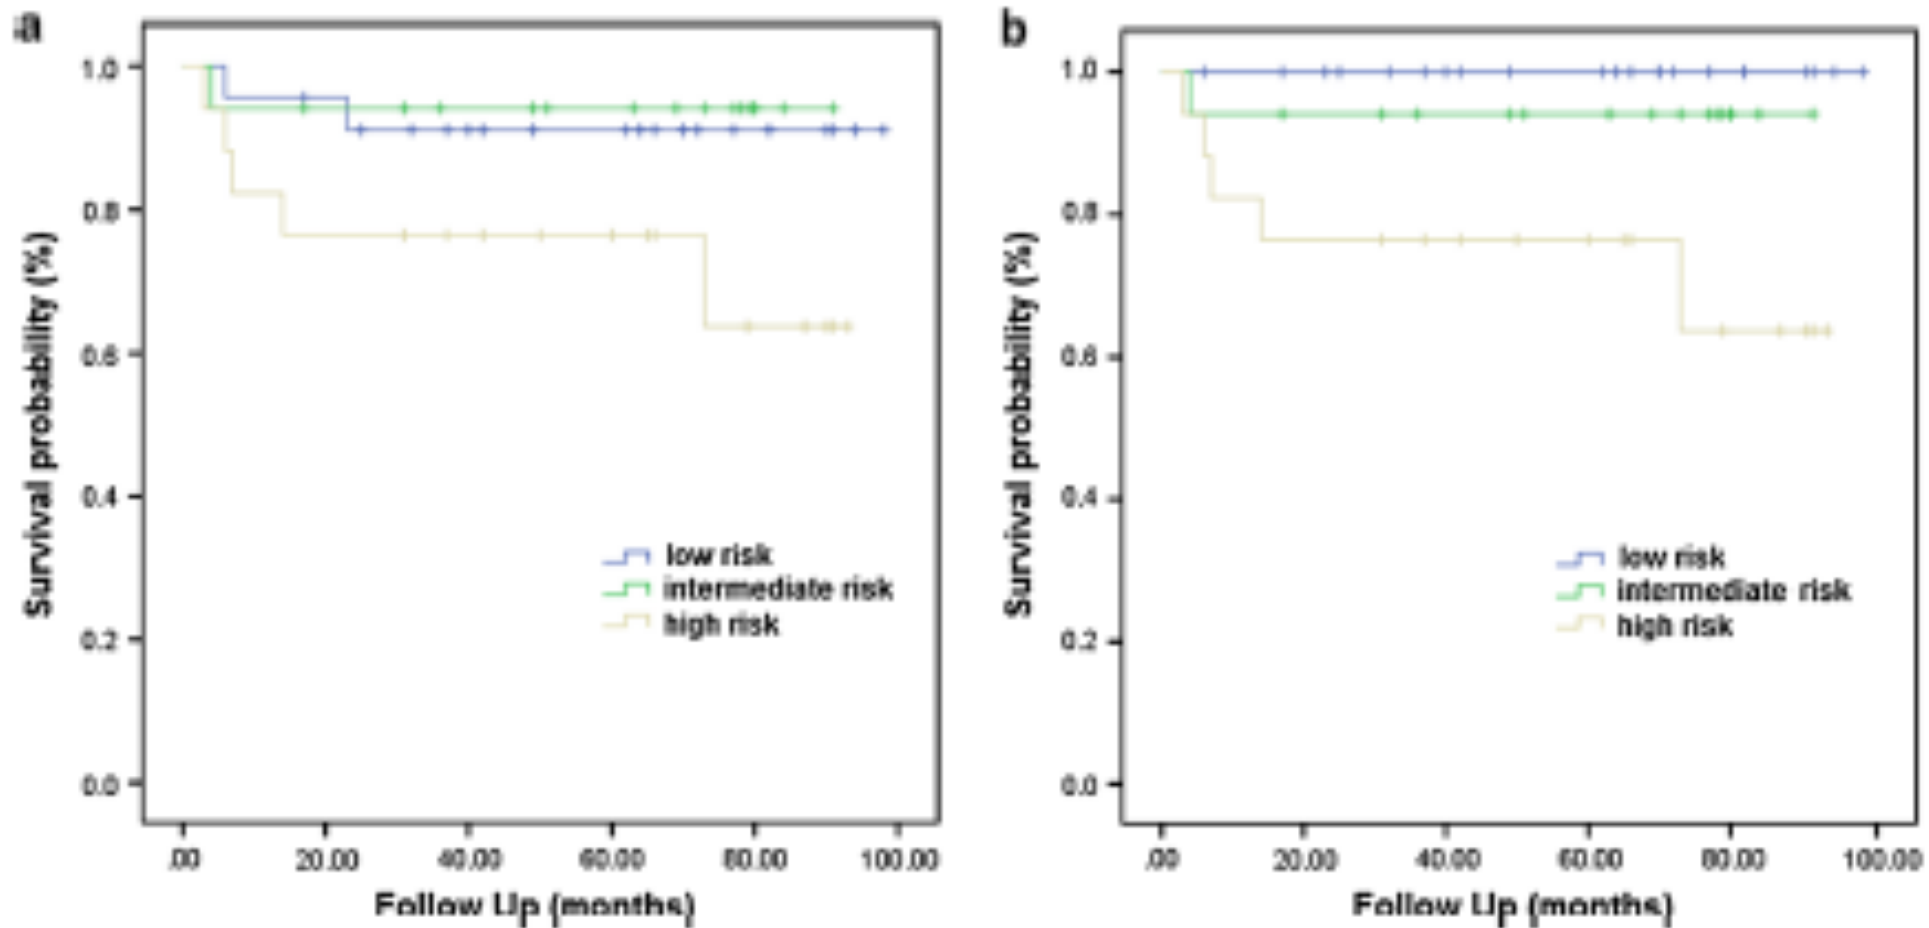 a
1.0
0.8
0.6
0.4
0.2
0.0
Survival probability (%)
low risk
intermediate risk
high risk
.00 20.00 40.00 60.00 80.00 100.00
Follow Up (months)
b
1.0
0.8
0.6
0.4
0.2
0.0
Survival probability (%)
low risk
intermediate risk
high risk
.00 20.00 40.00 60.00 80.00 100.00
Follow Up (months)